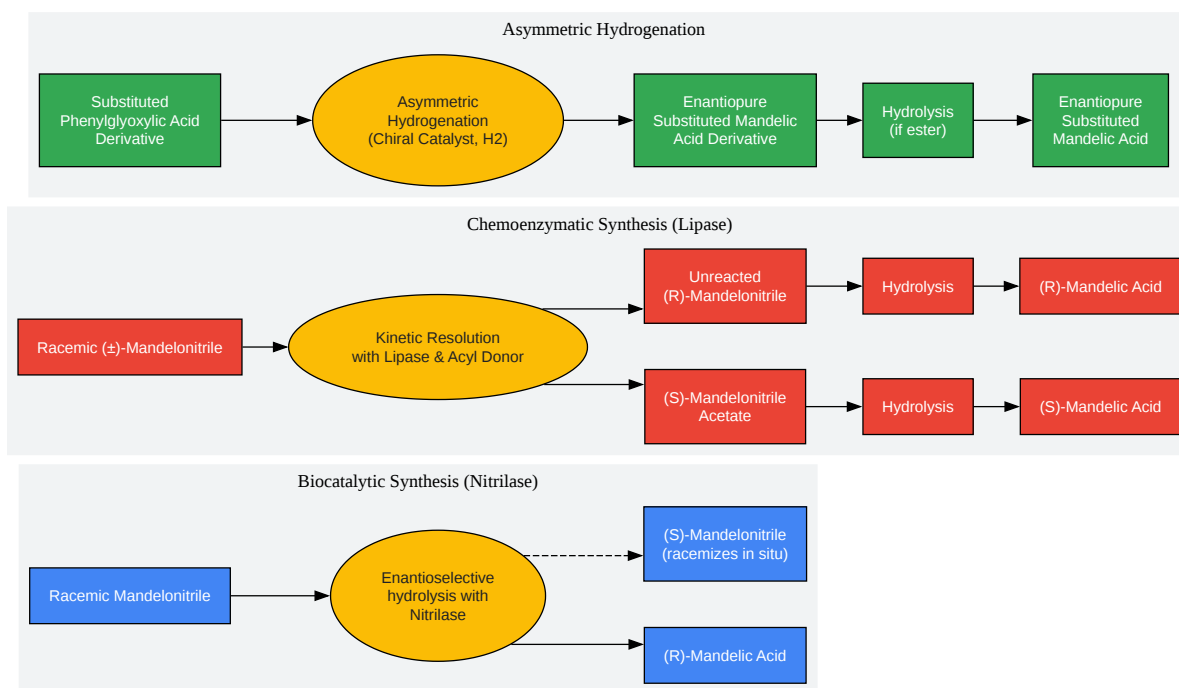 Asymmetric Hydrogenation
Substituted
Phenylglyoxylic Acid
Derivative
Asymmetric
Hydrogenation
(Chiral Catalyst, H2)
Enantiopure
Substituted Mandelic
Acid Derivative
Hydrolysis
(if ester)
Enantiopure
Substituted
Mandelic Acid
Chemoenzymatic Synthesis (Lipase)
Racemic (±)-Mandelonitrile
Kinetic Resolution
with Lipase & Acyl Donor
Unreacted
(R)-Mandelonitrile
Hydrolysis
(R)-Mandelic Acid
(S)-Mandelonitrile
Acetate
Hydrolysis
(S)-Mandelic Acid
Biocatalytic Synthesis (Nitrilase)
Racemic Mandelonitrile
Enantioselective
hydrolysis with
Nitrilase
(S)-Mandelonitrile
(racemizes in situ)
(R)-Mandelic Acid